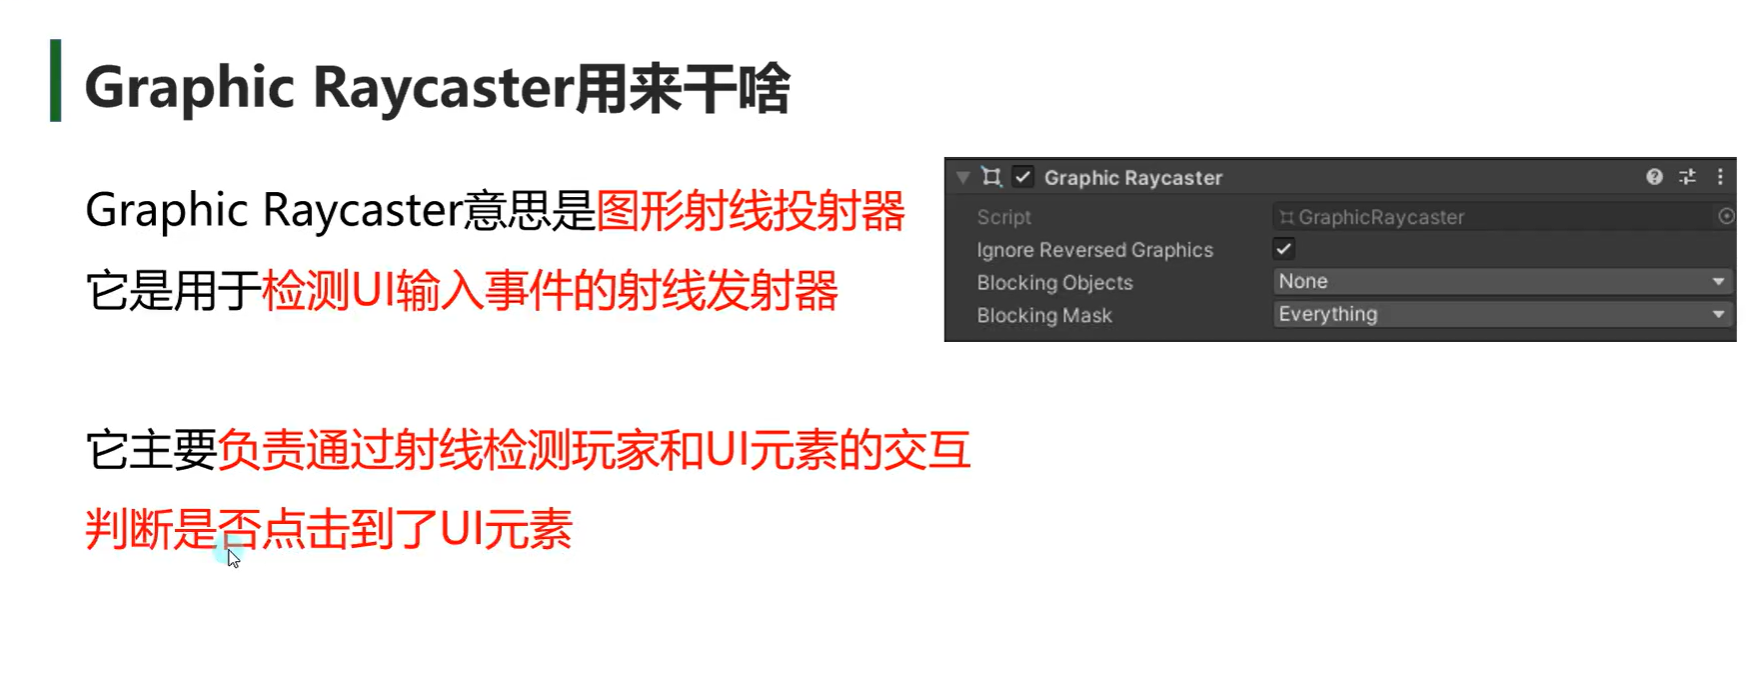 Graphic Raycaster用来干啥
Graphic Raycaster意思是图形射线投射器
它是用于检测UI输入事件的射线发射器
Graphic Raycaster
Script GraphicRaycaster
Ignore Reversed Graphics
Blocking Objects None
Blocking Mask Everything
它主要负责通过射线检测玩家和UI元素的交互
判断是否点击到了UI元素